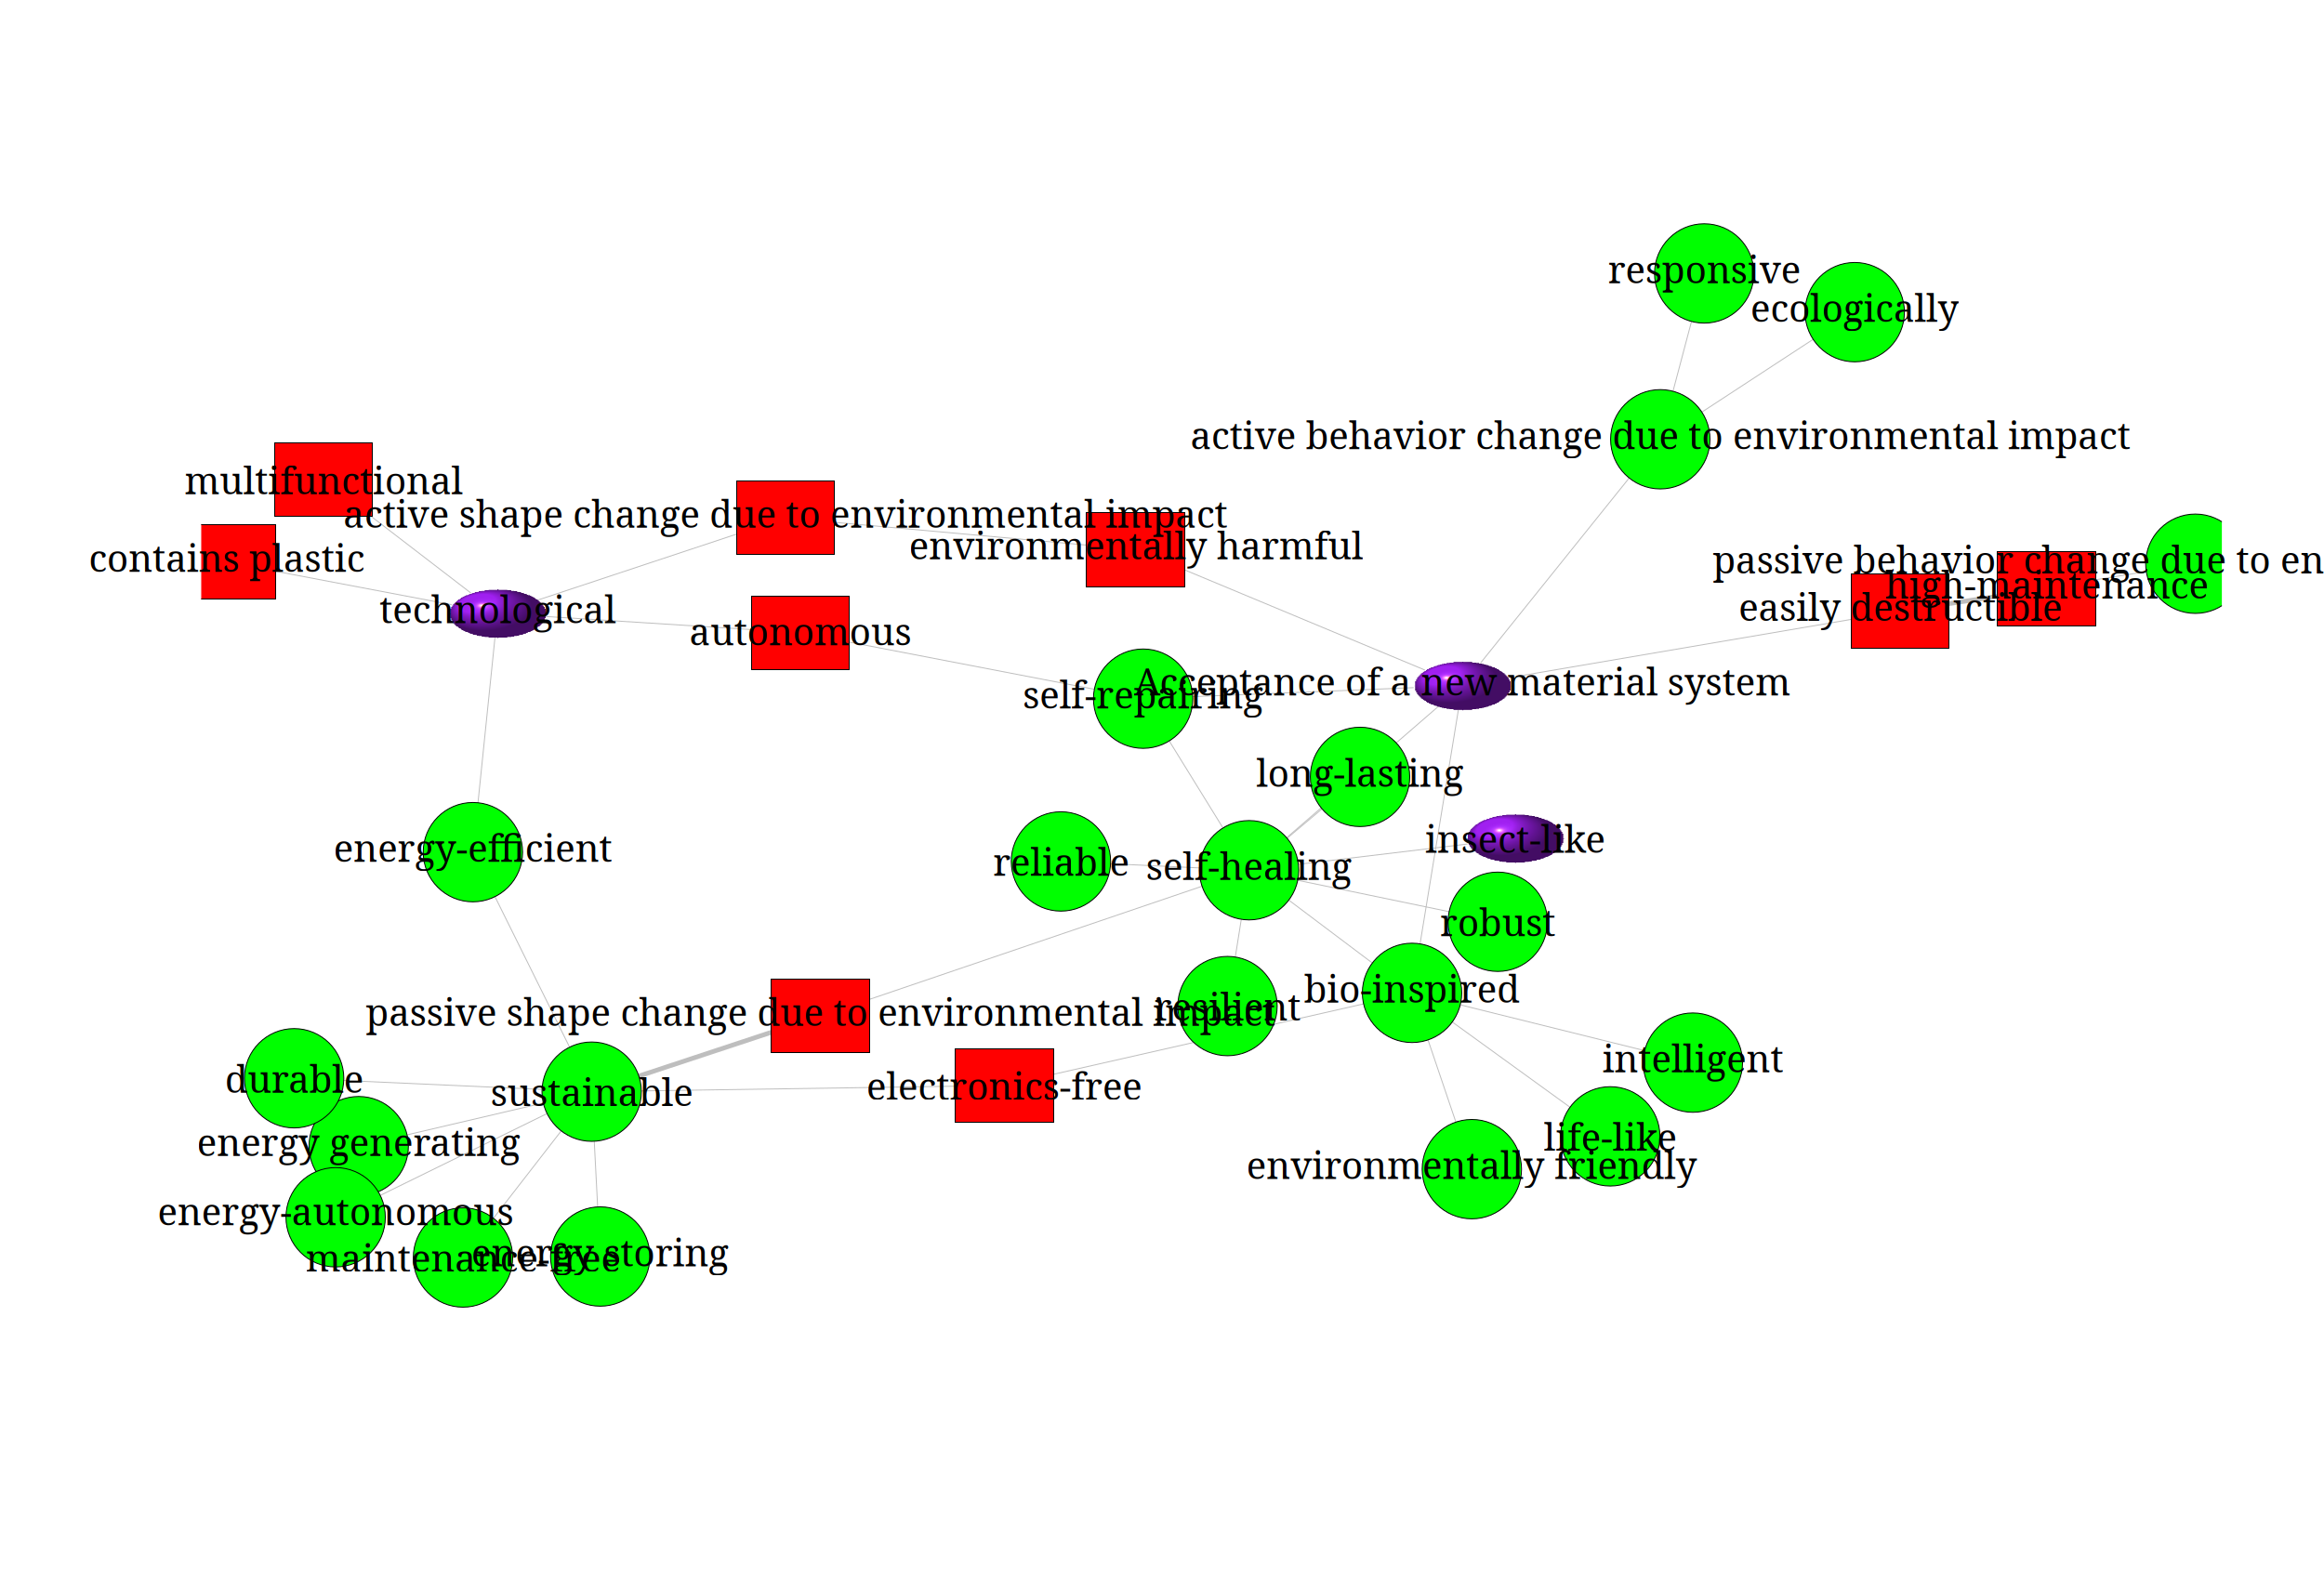 responsive
ecologically
active behavior change due to environmental impact
multifunctional
active shape change due to environmental impact
environmentally harmful
contains plastic
passive behavior change due to en
high-maintenance
easily destructible
technological
autonomous
Acceptance of a new material system
self-repairing
long-lasting
insect-like
energy-efficient
reliable
self-healing
robust
bio-inspired
resilient
passive shape change due to environmental impact
intelligent
durable
sustainable
electronics-free
energy generating
life-like
environmentally friendly
energy-autonomous
maintenance-free
energy storing